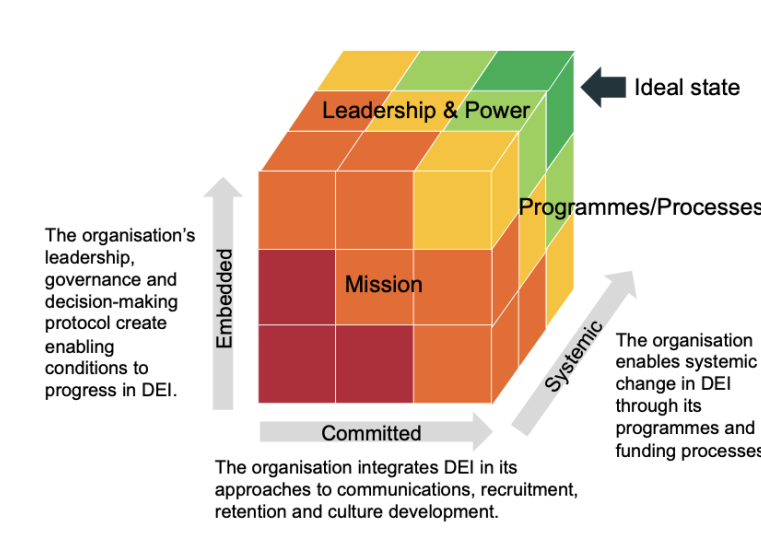 Ideal state
Leadership & Power
Programmes/Processes
The organisation's
leadership,
governance and
decision-making
protocol create
enabling
conditions to
progress in DEI.
Embedded
Mission
Systemic
The organisation
enables systemic
change in DEI
through its
programmes and
funding processes
Committed
The organisation integrates DEI in its
approaches to communications, recruitment,
retention and culture development.